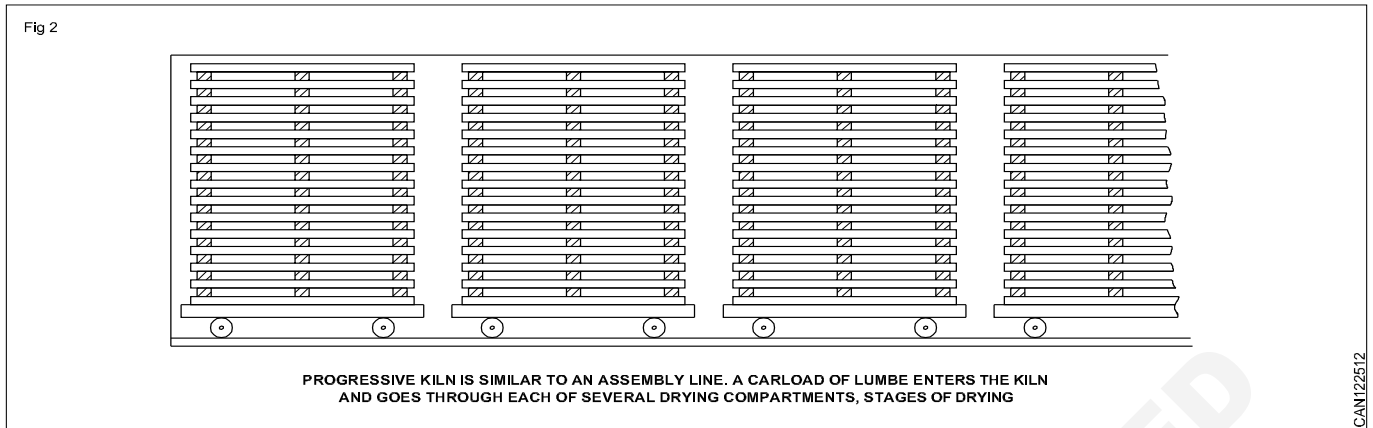 Fig 2
PROGRESSIVE KILN IS SIMILAR TO AN ASSEMBLY LINE. A CARLOAD OF LUMBE ENTERS THE KILN
AND GOES THROUGH EACH OF SEVERAL DRYING COMPARTMENTS, STAGES OF DRYING
CAN122512